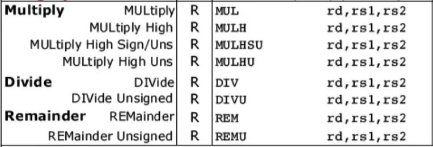 Multiply MULtiply R MUL rd,rs1,rs2
MULtiply High R MULH rd,rs1,rs2
MULtiply High Sign/Uns R MULHSU rd,rs1,rs2
MULtiply High Uns R MULHU rd,rs1,rs2
Divide DIVide R DIV rd,rs1,rs2
DIVide Unsigned R DIVU rd,rs1,rs2
Remainder REMainder R REM rd,rs1,rs2
REMainder Unsigned R REMU rd,rs1,rs2